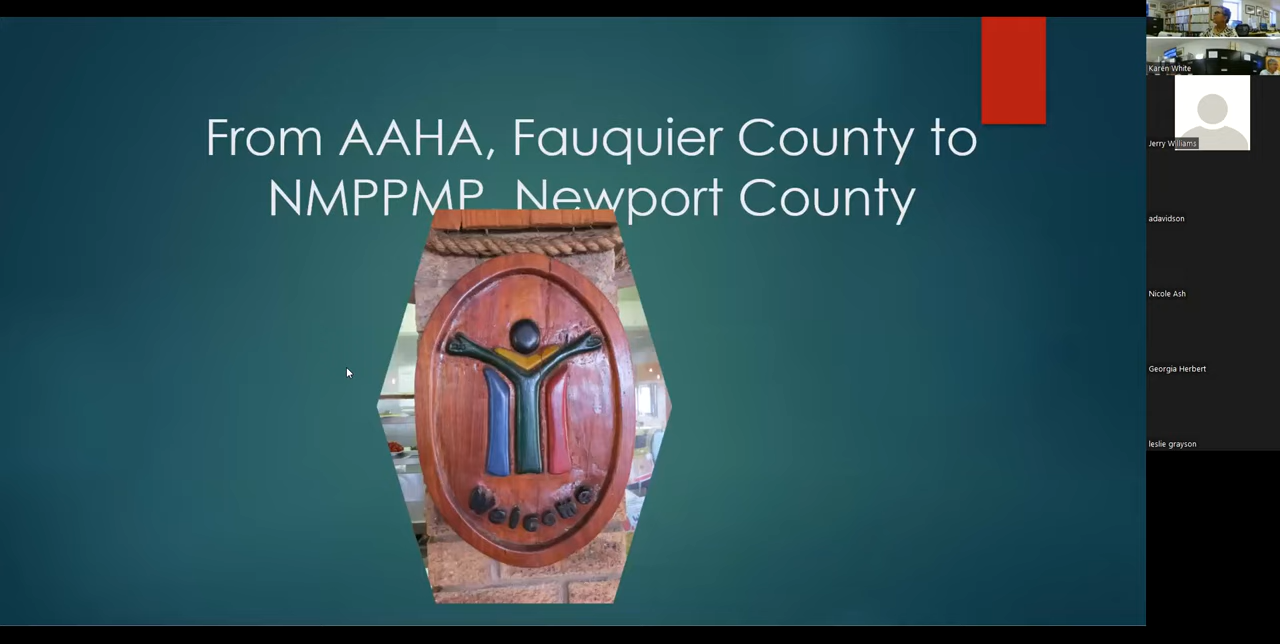 From AAHA, Fauquier County to
NMPPMP, Newport County
Welcome
Karen White
Jerry Williams
adavidson
Nicole Ash
Georgia Herbert
leslie grayson